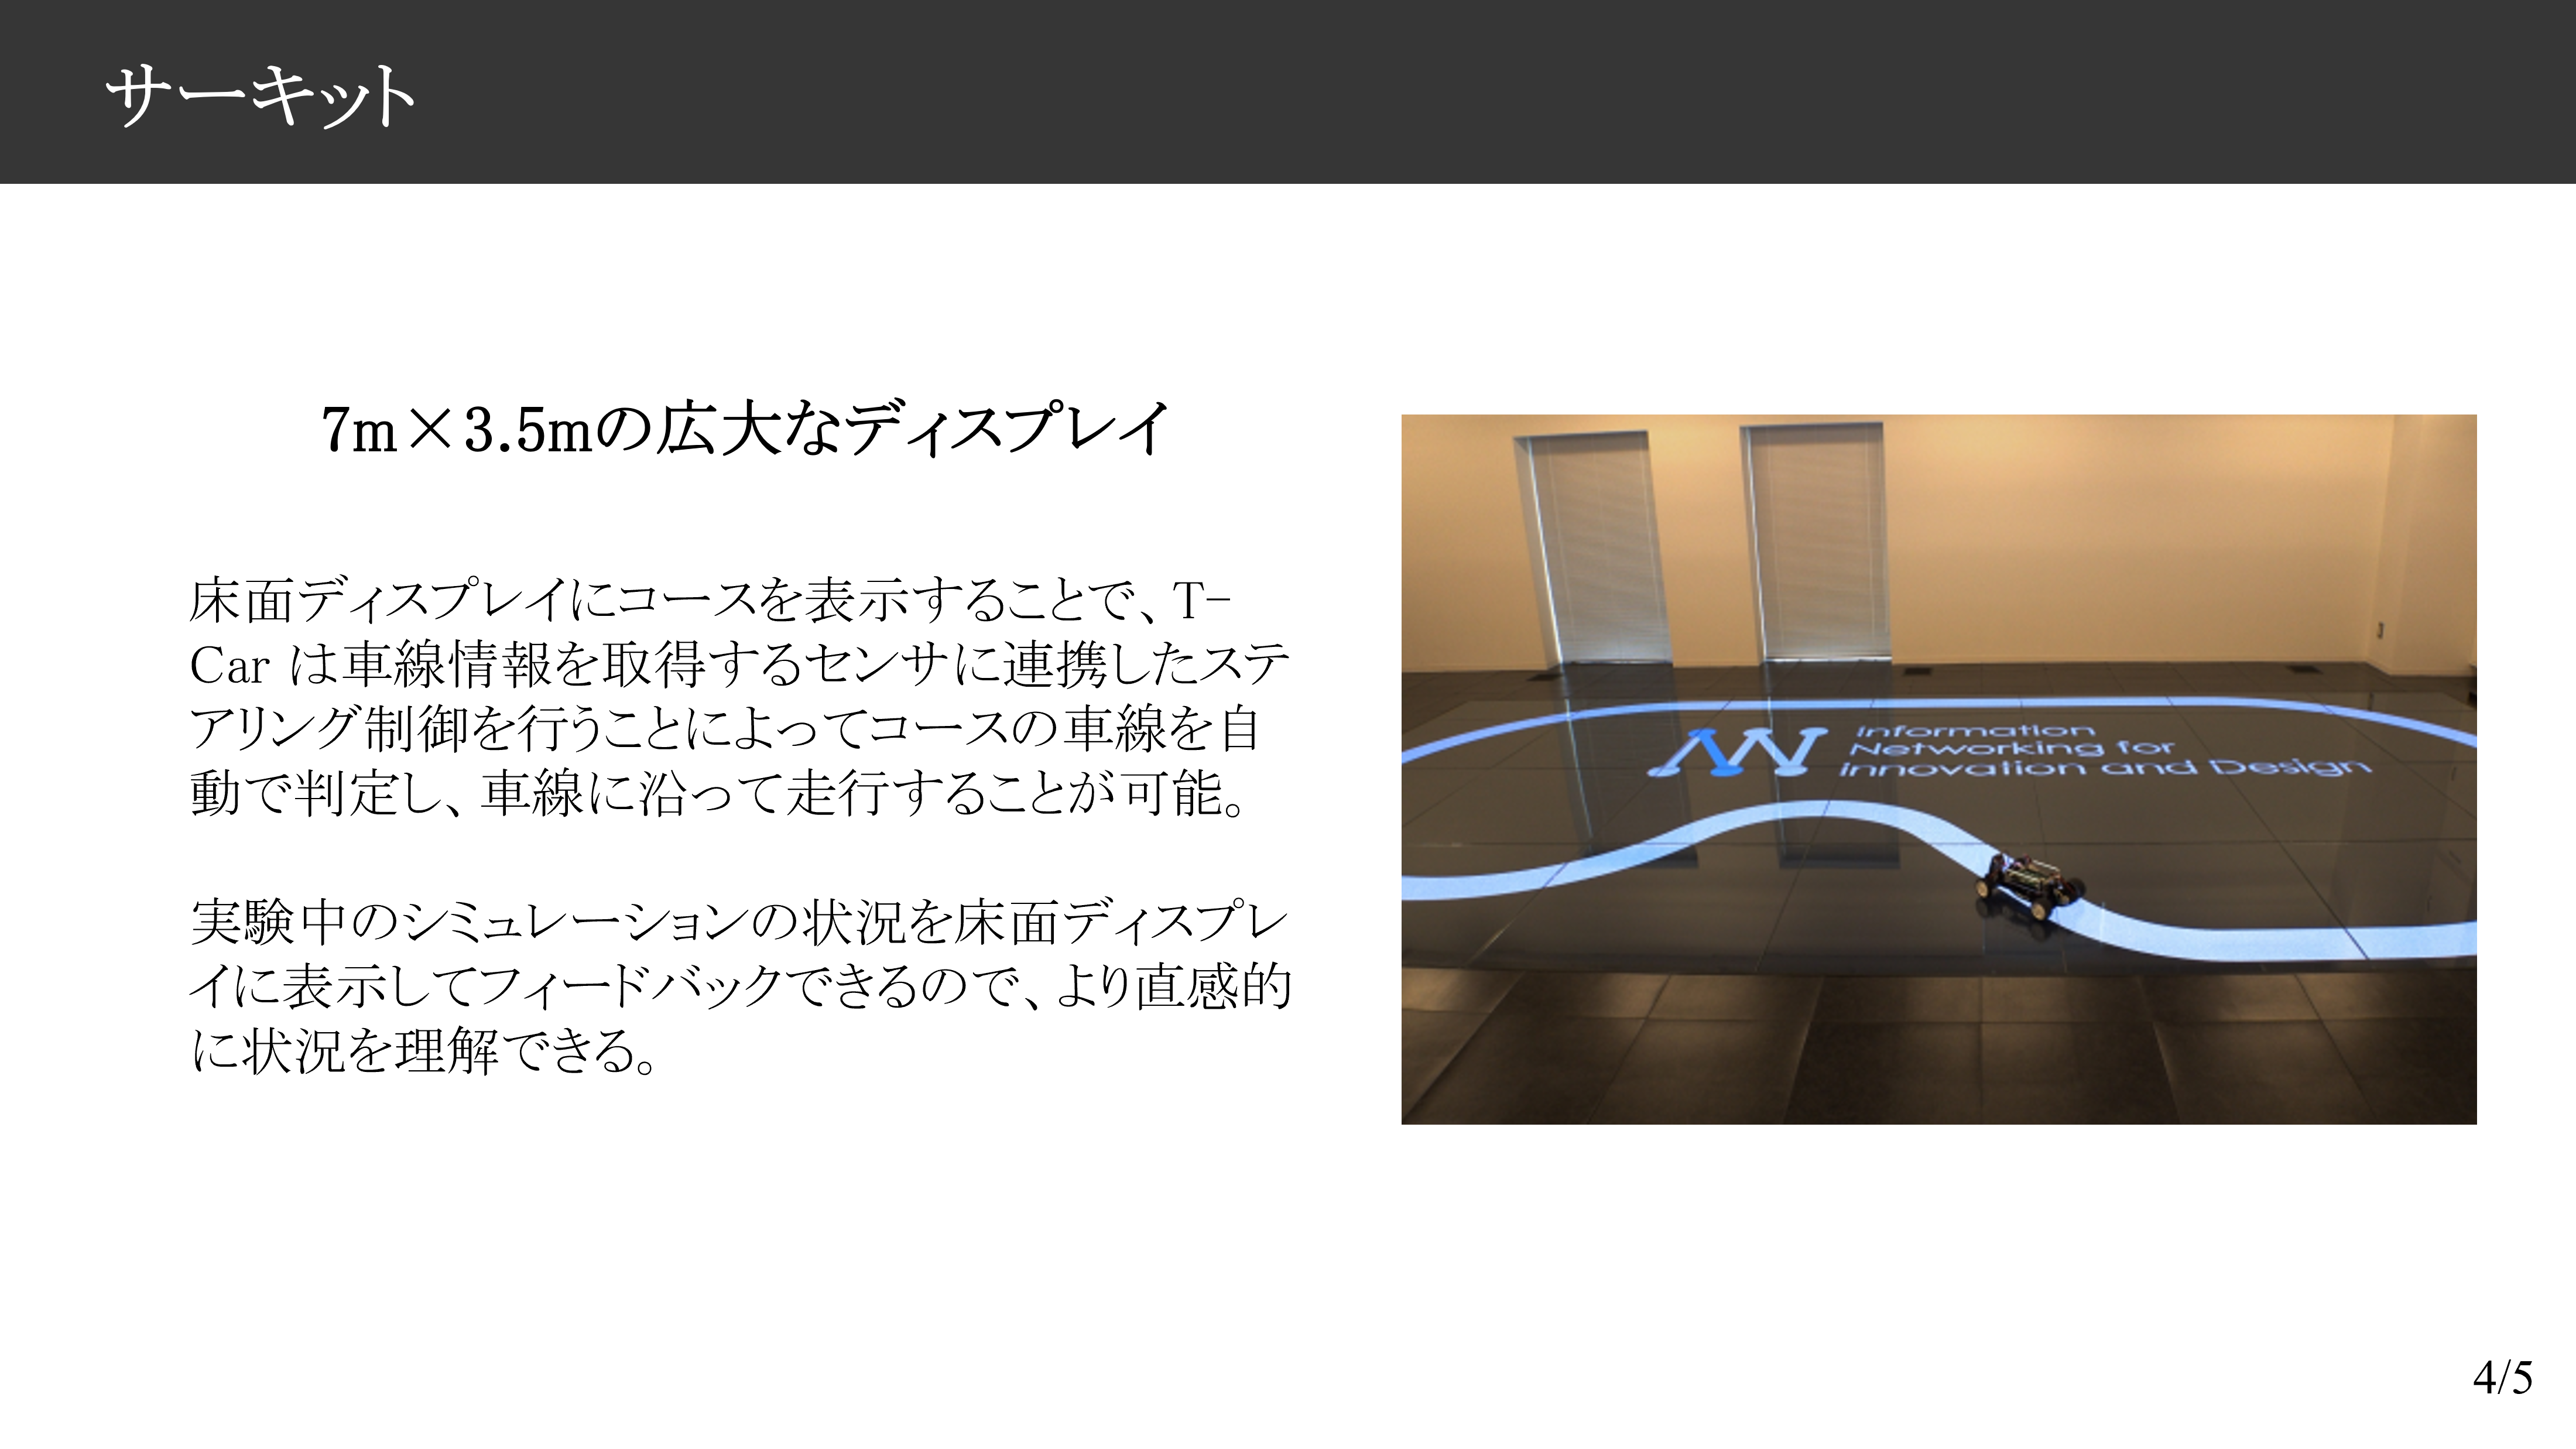 サーキット
7m×3.5mの広大なディスプレイ
床面ディスプレイにコースを表示することで、T-
Car は車線情報を取得するセンサに連携したステ
アリング制御を行うことによってコースの車線を自
動で判定し、車線に沿って走行することが可能。
実験中のシミュレーションの状況を床面ディスプレ
イに表示してフィードバックできるので、より直感的
に状況を理解できる。
information
Networking for
innovation and Design
4/5